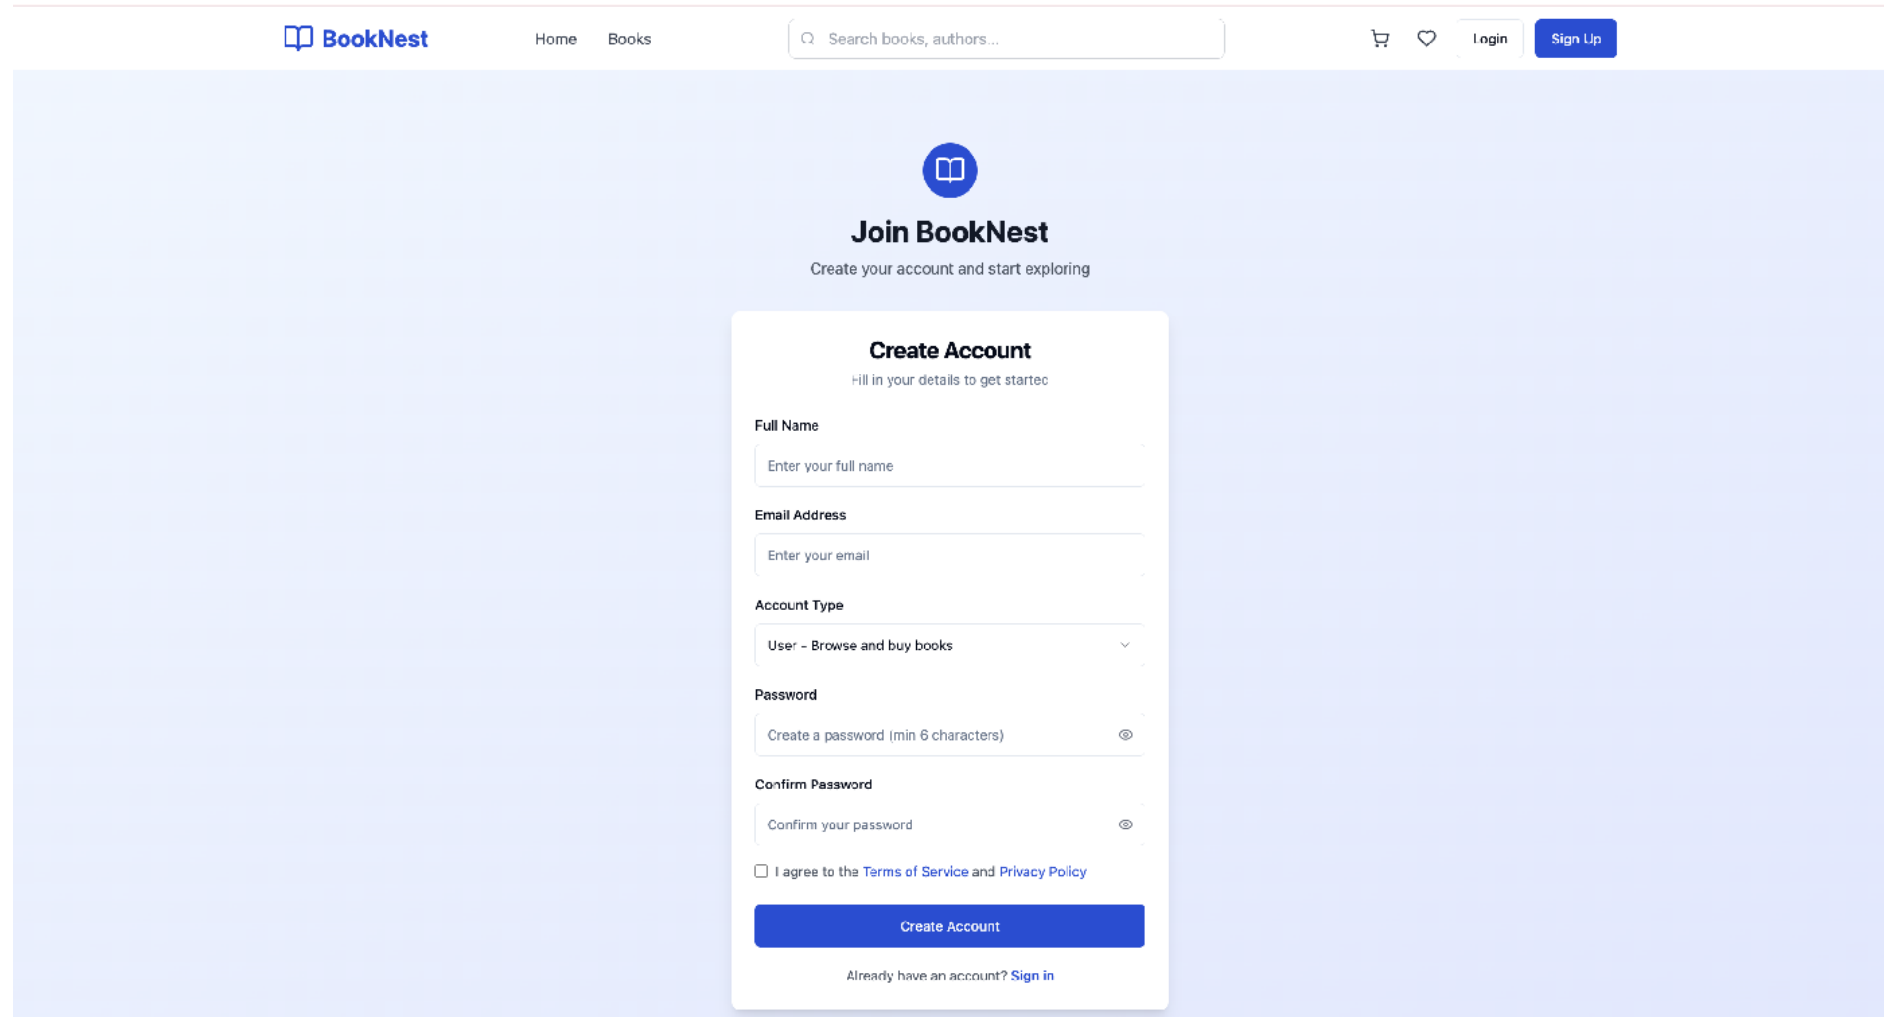 BookNest
Home
Books
Search books, authors...
Login
Sign Up
Join BookNest
Create your account and start exploring
Create Account
Fill in your details to get started
Full Name
Enter your full name
Email Address
Enter your email
Account Type
User - Browse and buy books
Password
Create a password (min 6 characters)
Confirm Password
Confirm your password
I agree to the Terms of Service and Privacy Policy
Create Account
Already have an account? Sign in